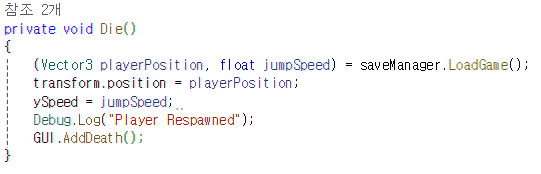 참조 2개
private void Die()
{
(Vector3 playerPosition, float jumpSpeed) = saveManager.LoadGame();
transform.position = playerPosition;
ySpeed = jumpSpeed;
Debug.Log("Player Respawned");
GUI.AddDeath();
}